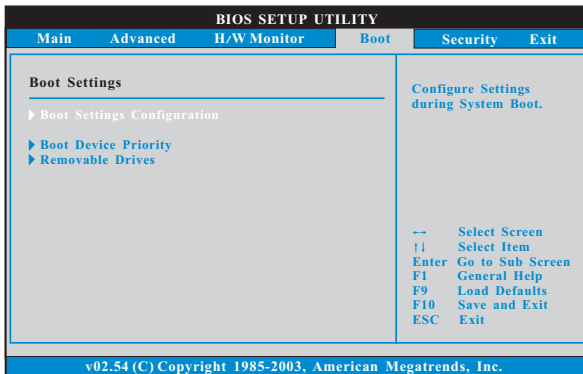 BIOS SETUP UTILITY
Main Advanced H/W Monitor Boot Security Exit
Boot Settings
Boot Settings Configuration
Boot Device Priority
Removable Drives
Configure Settings
during System Boot.
←→ Select Screen
↑↓ Select Item
Enter Go to Sub Screen
F1 General Help
F9 Load Defaults
F10 Save and Exit
ESC Exit
v02.54 (C) Copyright 1985-2003, American Megatrends, Inc.